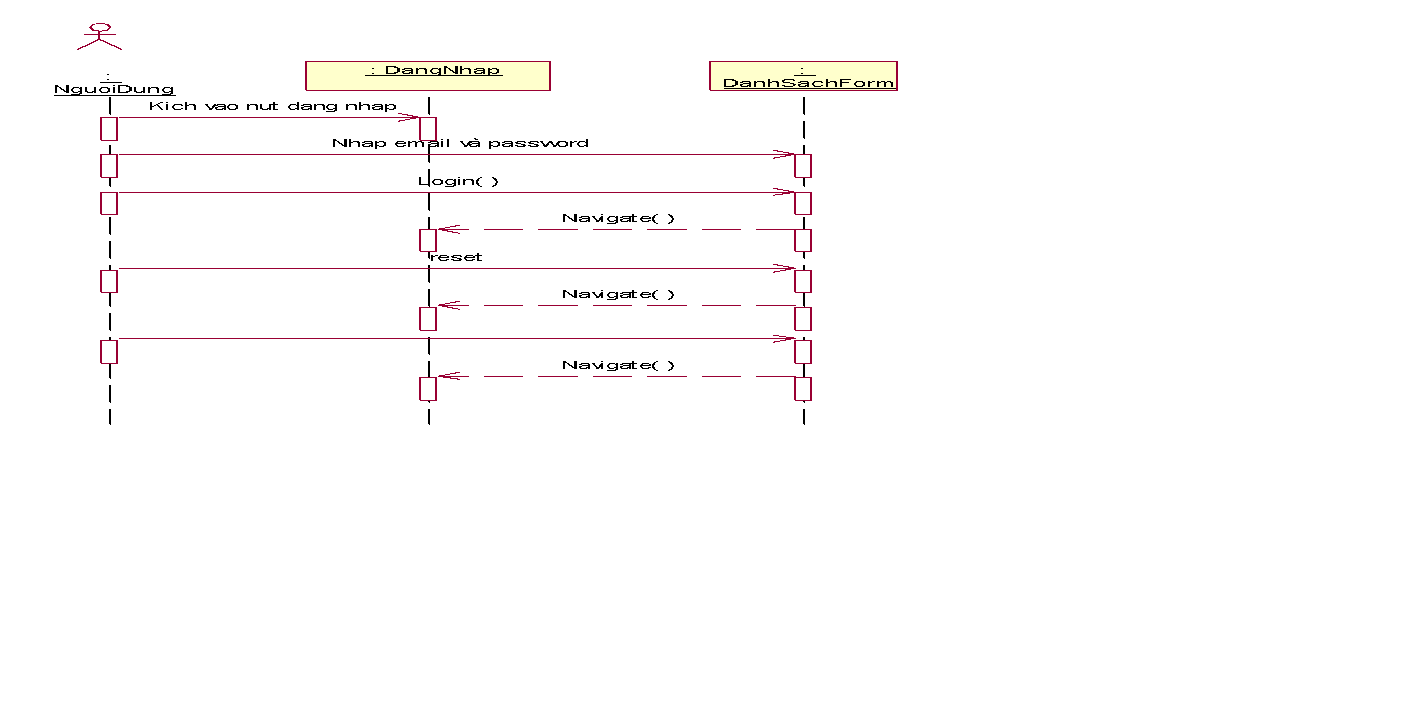 : DangNhap
:
NguoiDung
:
DanhSachForm
Kich vao nut dang nhap
Nhap email và password
Login( )
Navigate( )
reset
Navigate( )
Navigate( )